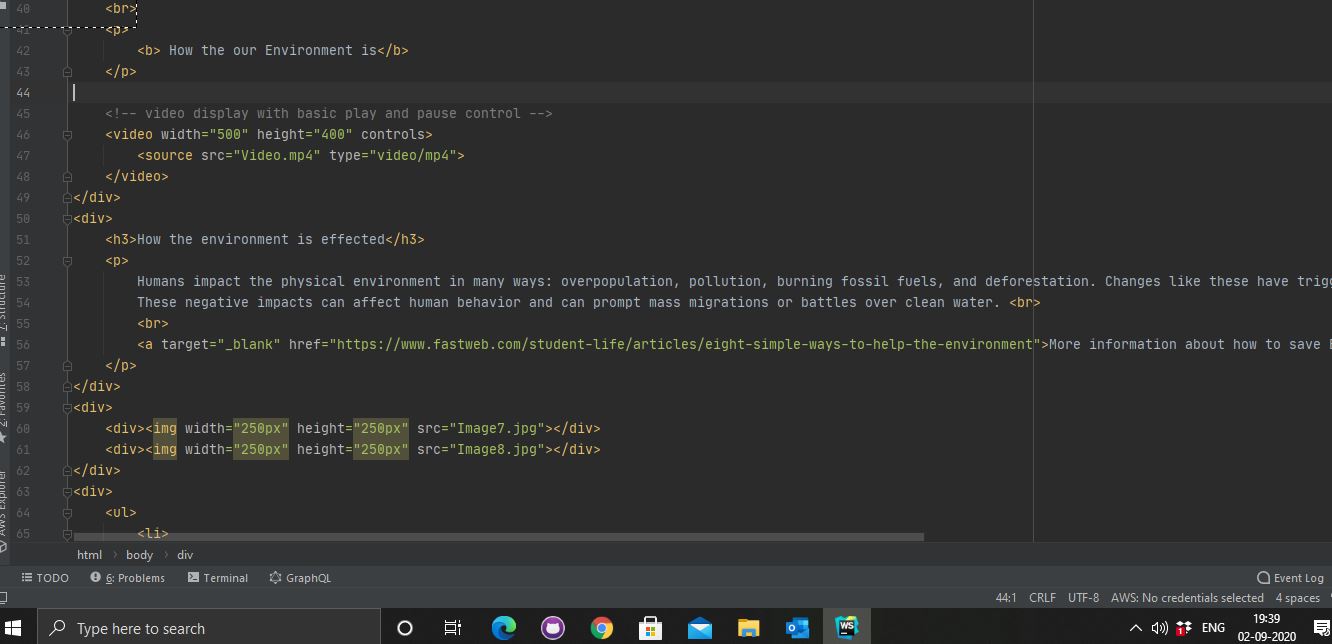 40 <br>
41 <p>
42 <b> How the our Environment is</b>
43 </p>
44
45 <!-- video display with basic play and pause control -->
46 <video width="500" height="400" controls>
47 <source src="Video.mp4" type="video/mp4">
48 </video>
49 </div>
50 <div>
51 <h3>How the environment is effected</h3>
52 <p>
53 Humans impact the physical environment in many ways: overpopulation, pollution, burning fossil fuels, and deforestation. Changes like these have trigg
54 These negative impacts can affect human behavior and can prompt mass migrations or battles over clean water. <br>
55 <br>
56 <a target="_blank" href="https://www.fastweb.com/student-life/articles/eight-simple-ways-to-help-the-environment">More information about how to save E
57 </p>
58 </div>
59 <div>
60 <div><img width="250px" height="250px" src="Image7.jpg"></div>
61 <div><img width="250px" height="250px" src="Image8.jpg"></div>
62 </div>
63 <div>
64 <ul>
65 <li>
Z: Structure
2: Favorites
AWS Explorer
html › body › div
TODO 6: Problems Terminal GraphQL Event Log
44:1 CRLF UTF-8 AWS: No credentials selected 4 spaces
Type here to search WS 1 ENG 19:39
02-09-2020